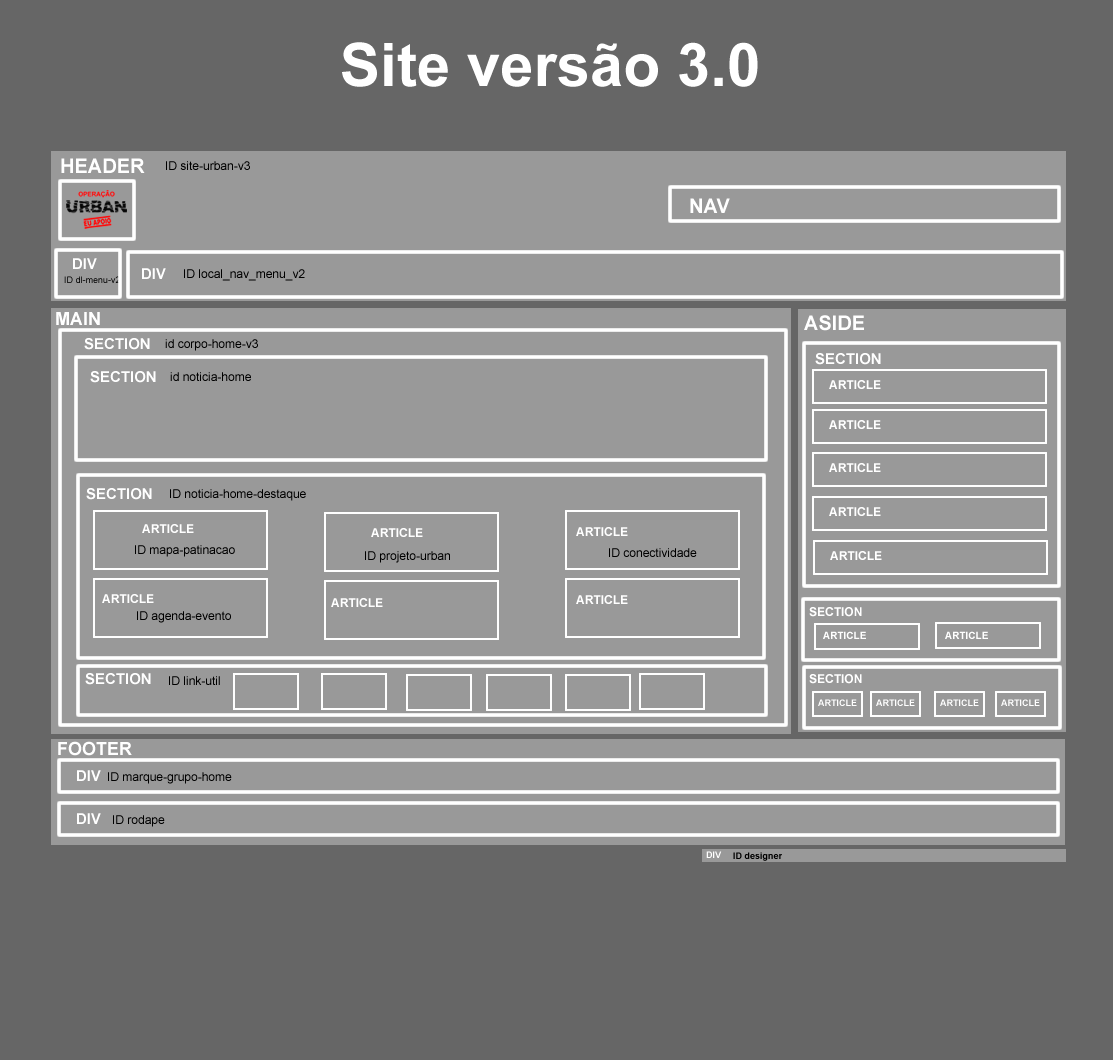 Site versão 3.0
HEADER ID site-urban-v3
OPERAÇÃO
URBAN
EU APOIO
NAV
DIV
ID dl-menu-v2
DIV ID local_nav_menu_v2
MAIN
SECTION id corpo-home-v3
SECTION id noticia-home
SECTION ID noticia-home-destaque
ARTICLE
ID mapa-patinacao
ARTICLE
ID projeto-urban
ARTICLE
ID conectividade
ARTICLE
ID agenda-evento
ARTICLE
ARTICLE
SECTION ID link-util
ASIDE
SECTION
ARTICLE
ARTICLE
ARTICLE
ARTICLE
ARTICLE
SECTION
ARTICLE ARTICLE
SECTION
ARTICLE ARTICLE ARTICLE ARTICLE
FOOTER
DIV ID marque-grupo-home
DIV ID rodape
DIV ID designer